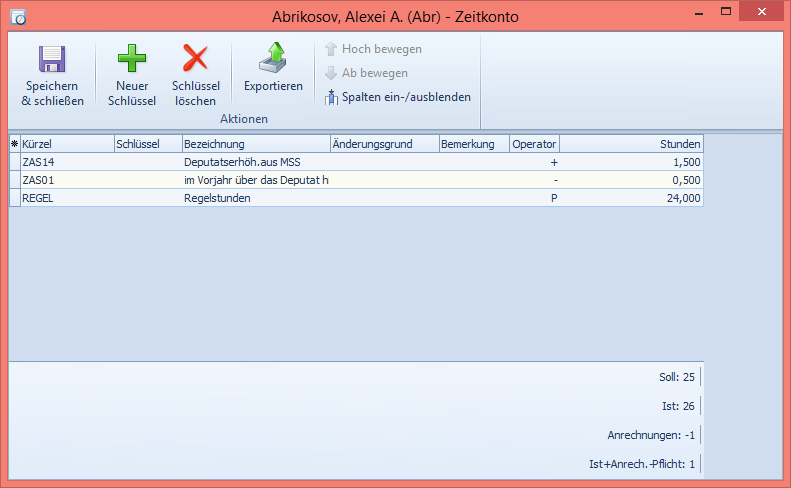 Abrikosov, Alexei A. (Abr) - Zeitkonto
Speichern
& schließen
Neuer
Schlüssel
Schlüssel
löschen
Exportieren
Hoch bewegen
Ab bewegen
Spalten ein-/ausblenden
Aktionen
* Kürzel Schlüssel Bezeichnung Änderungsgrund Bemerkung Operator Stunden
ZAS14 Deputatserhöh.aus MSS + 1,500
ZAS01 im Vorjahr über das Deputat h - 0,500
REGEL Regelstunden P 24,000
Soll: 25
Ist: 26
Anrechnungen: -1
Ist+Anrech.-Pflicht: 1